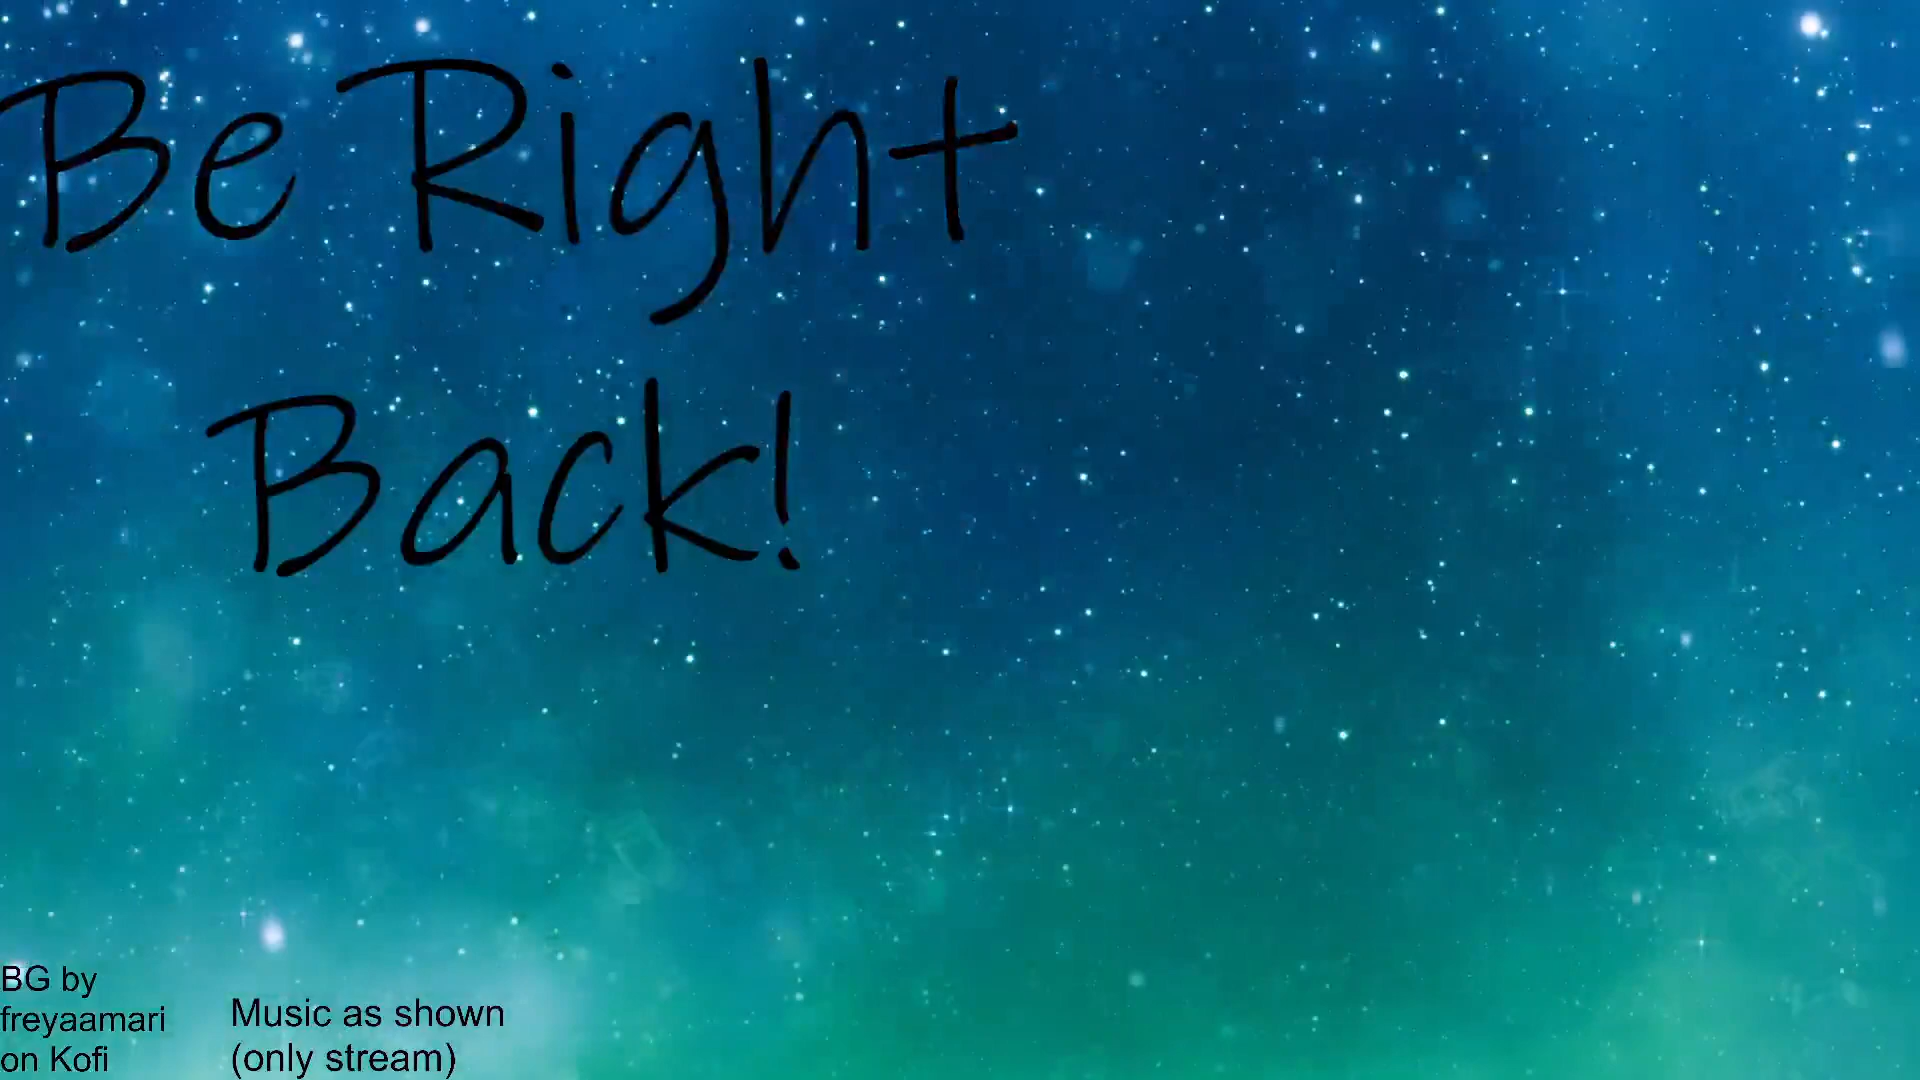 Be Right
Back!
BG by
freyaamari
on Kofi
Music as shown
(only stream)